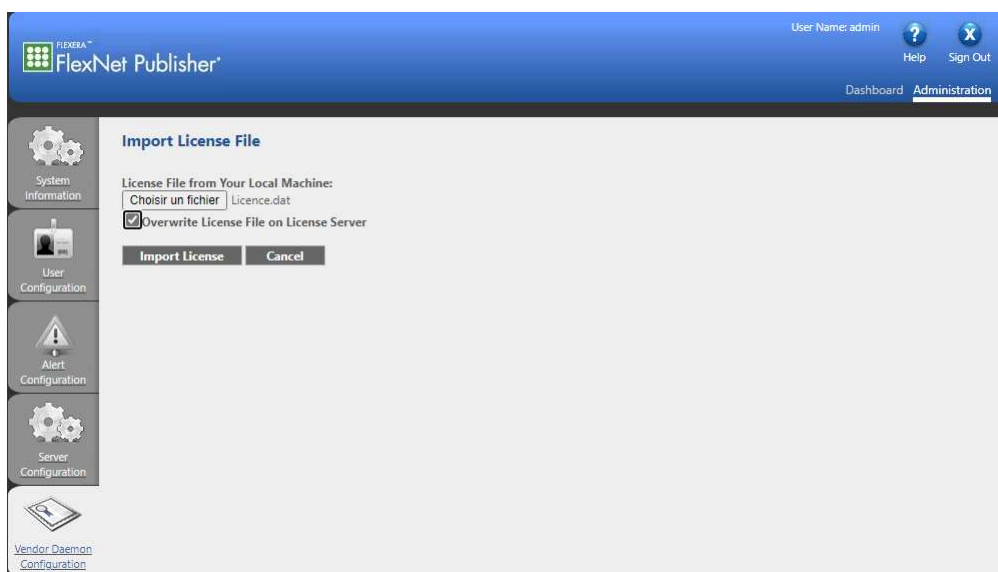 User Name: admin
?
X
Help
Sign Out
FLEXERA™
FlexNet Publisher®
Dashboard
Administration
System
Information
User
Configuration
Alert
Configuration
Server
Configuration
Vendor Daemon
Configuration
Import License File
License File from Your Local Machine:
Choisir un fichier Licence.dat
Overwrite License File on License Server
Import License
Cancel